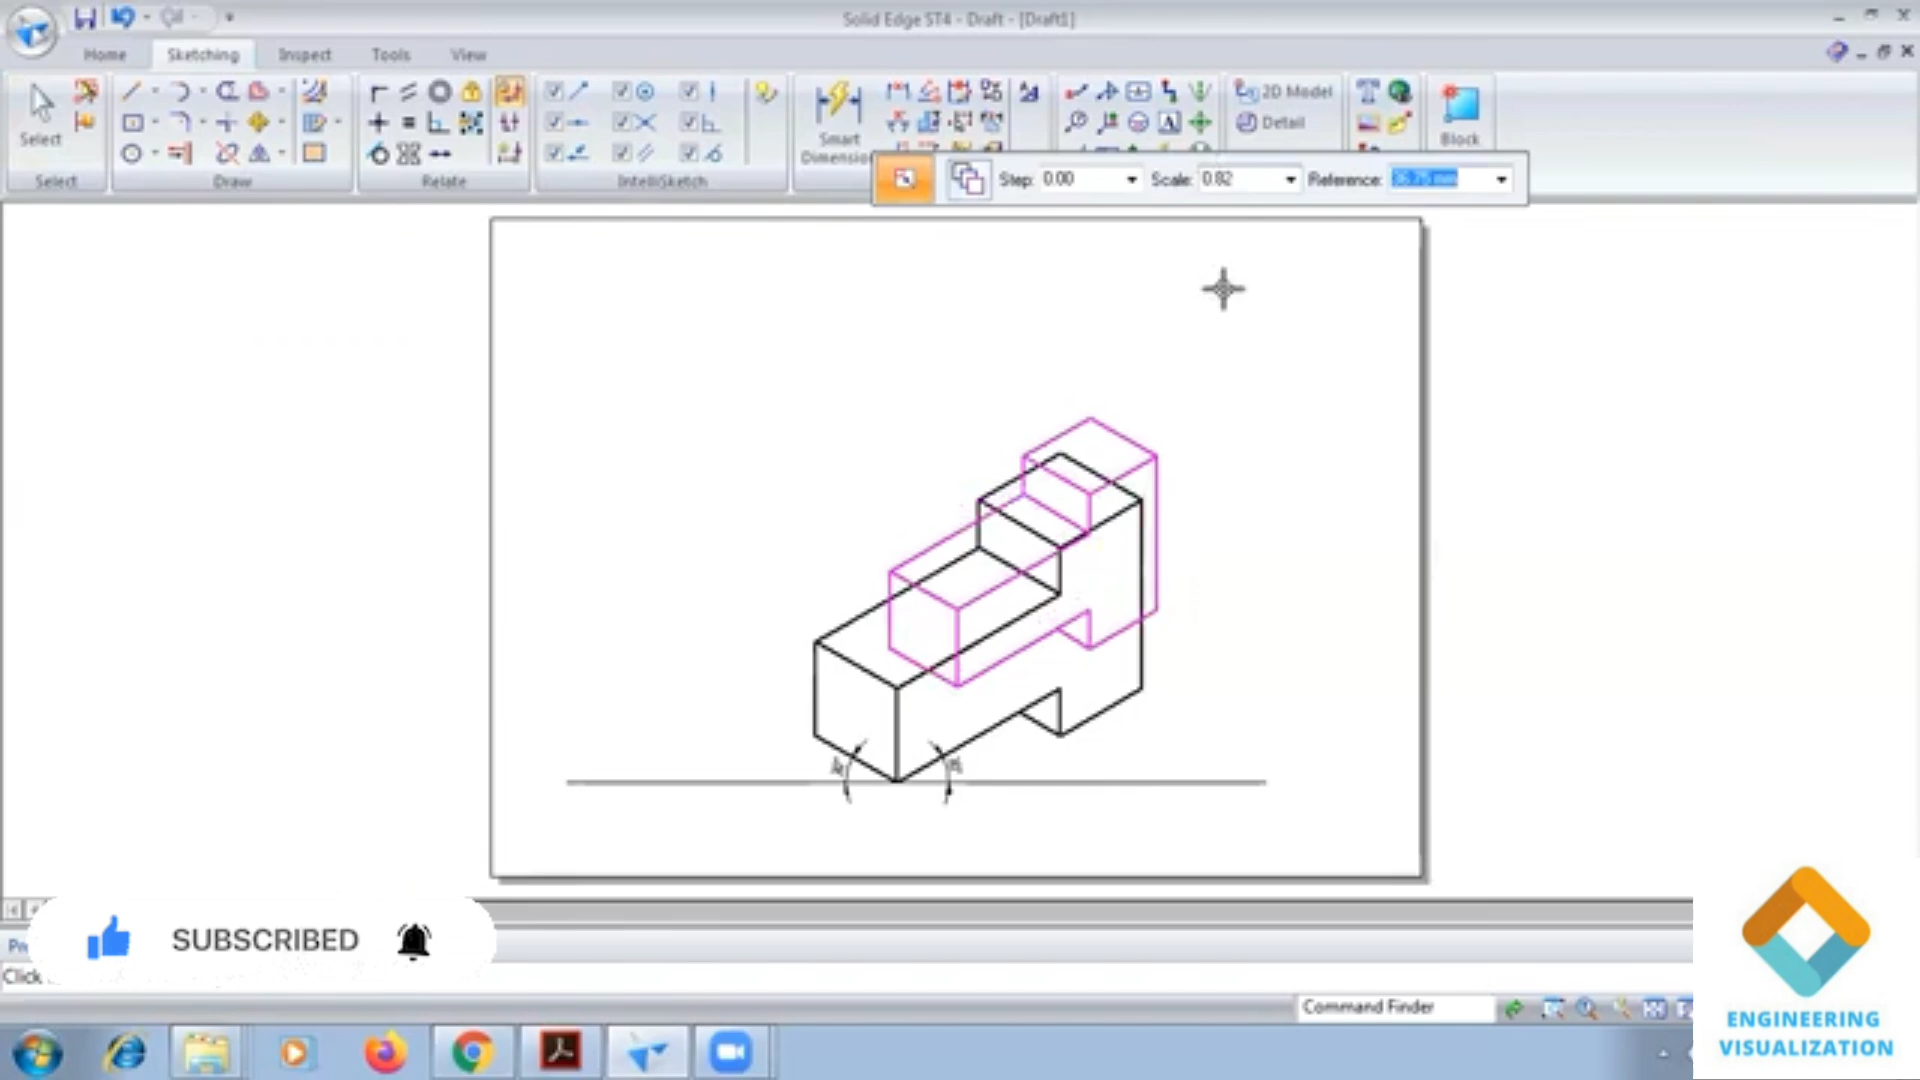 Solid Edge ST4 - Draft - [Draft1]
Home Sketching Inspect Tools View
2D Model
Detail
Select
Smart
Dimension
Block
Select Draw Relate IntelliSketch
Step: 0.00 Scale: 0.82 Reference:
SUBSCRIBED
Click
Command Finder
ENGINEERING
VISUALIZATION